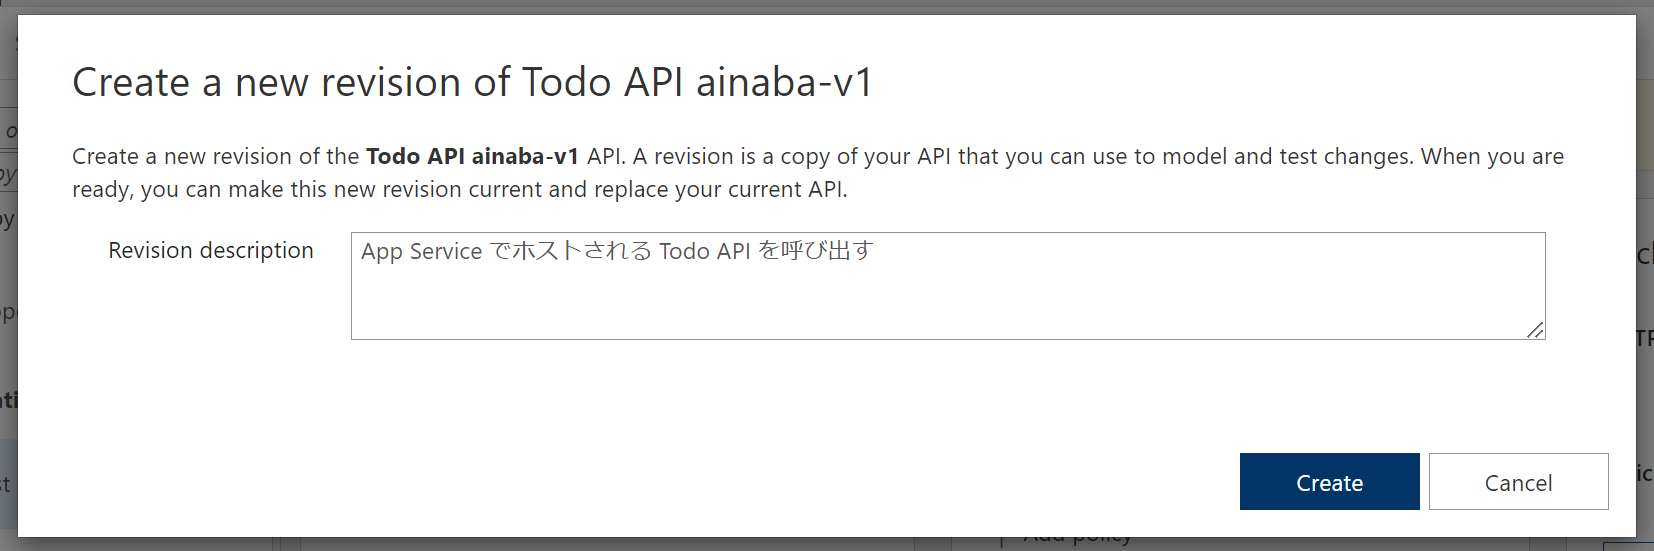 Create a new revision of Todo API ainaba-v1
Create a new revision of the Todo API ainaba-v1 API. A revision is a copy of your API that you can use to model and test changes. When you are
ready, you can make this new revision current and replace your current API.
Revision description
App Service でホストされる Todo API を呼び出す
Create
Cancel
Add policy